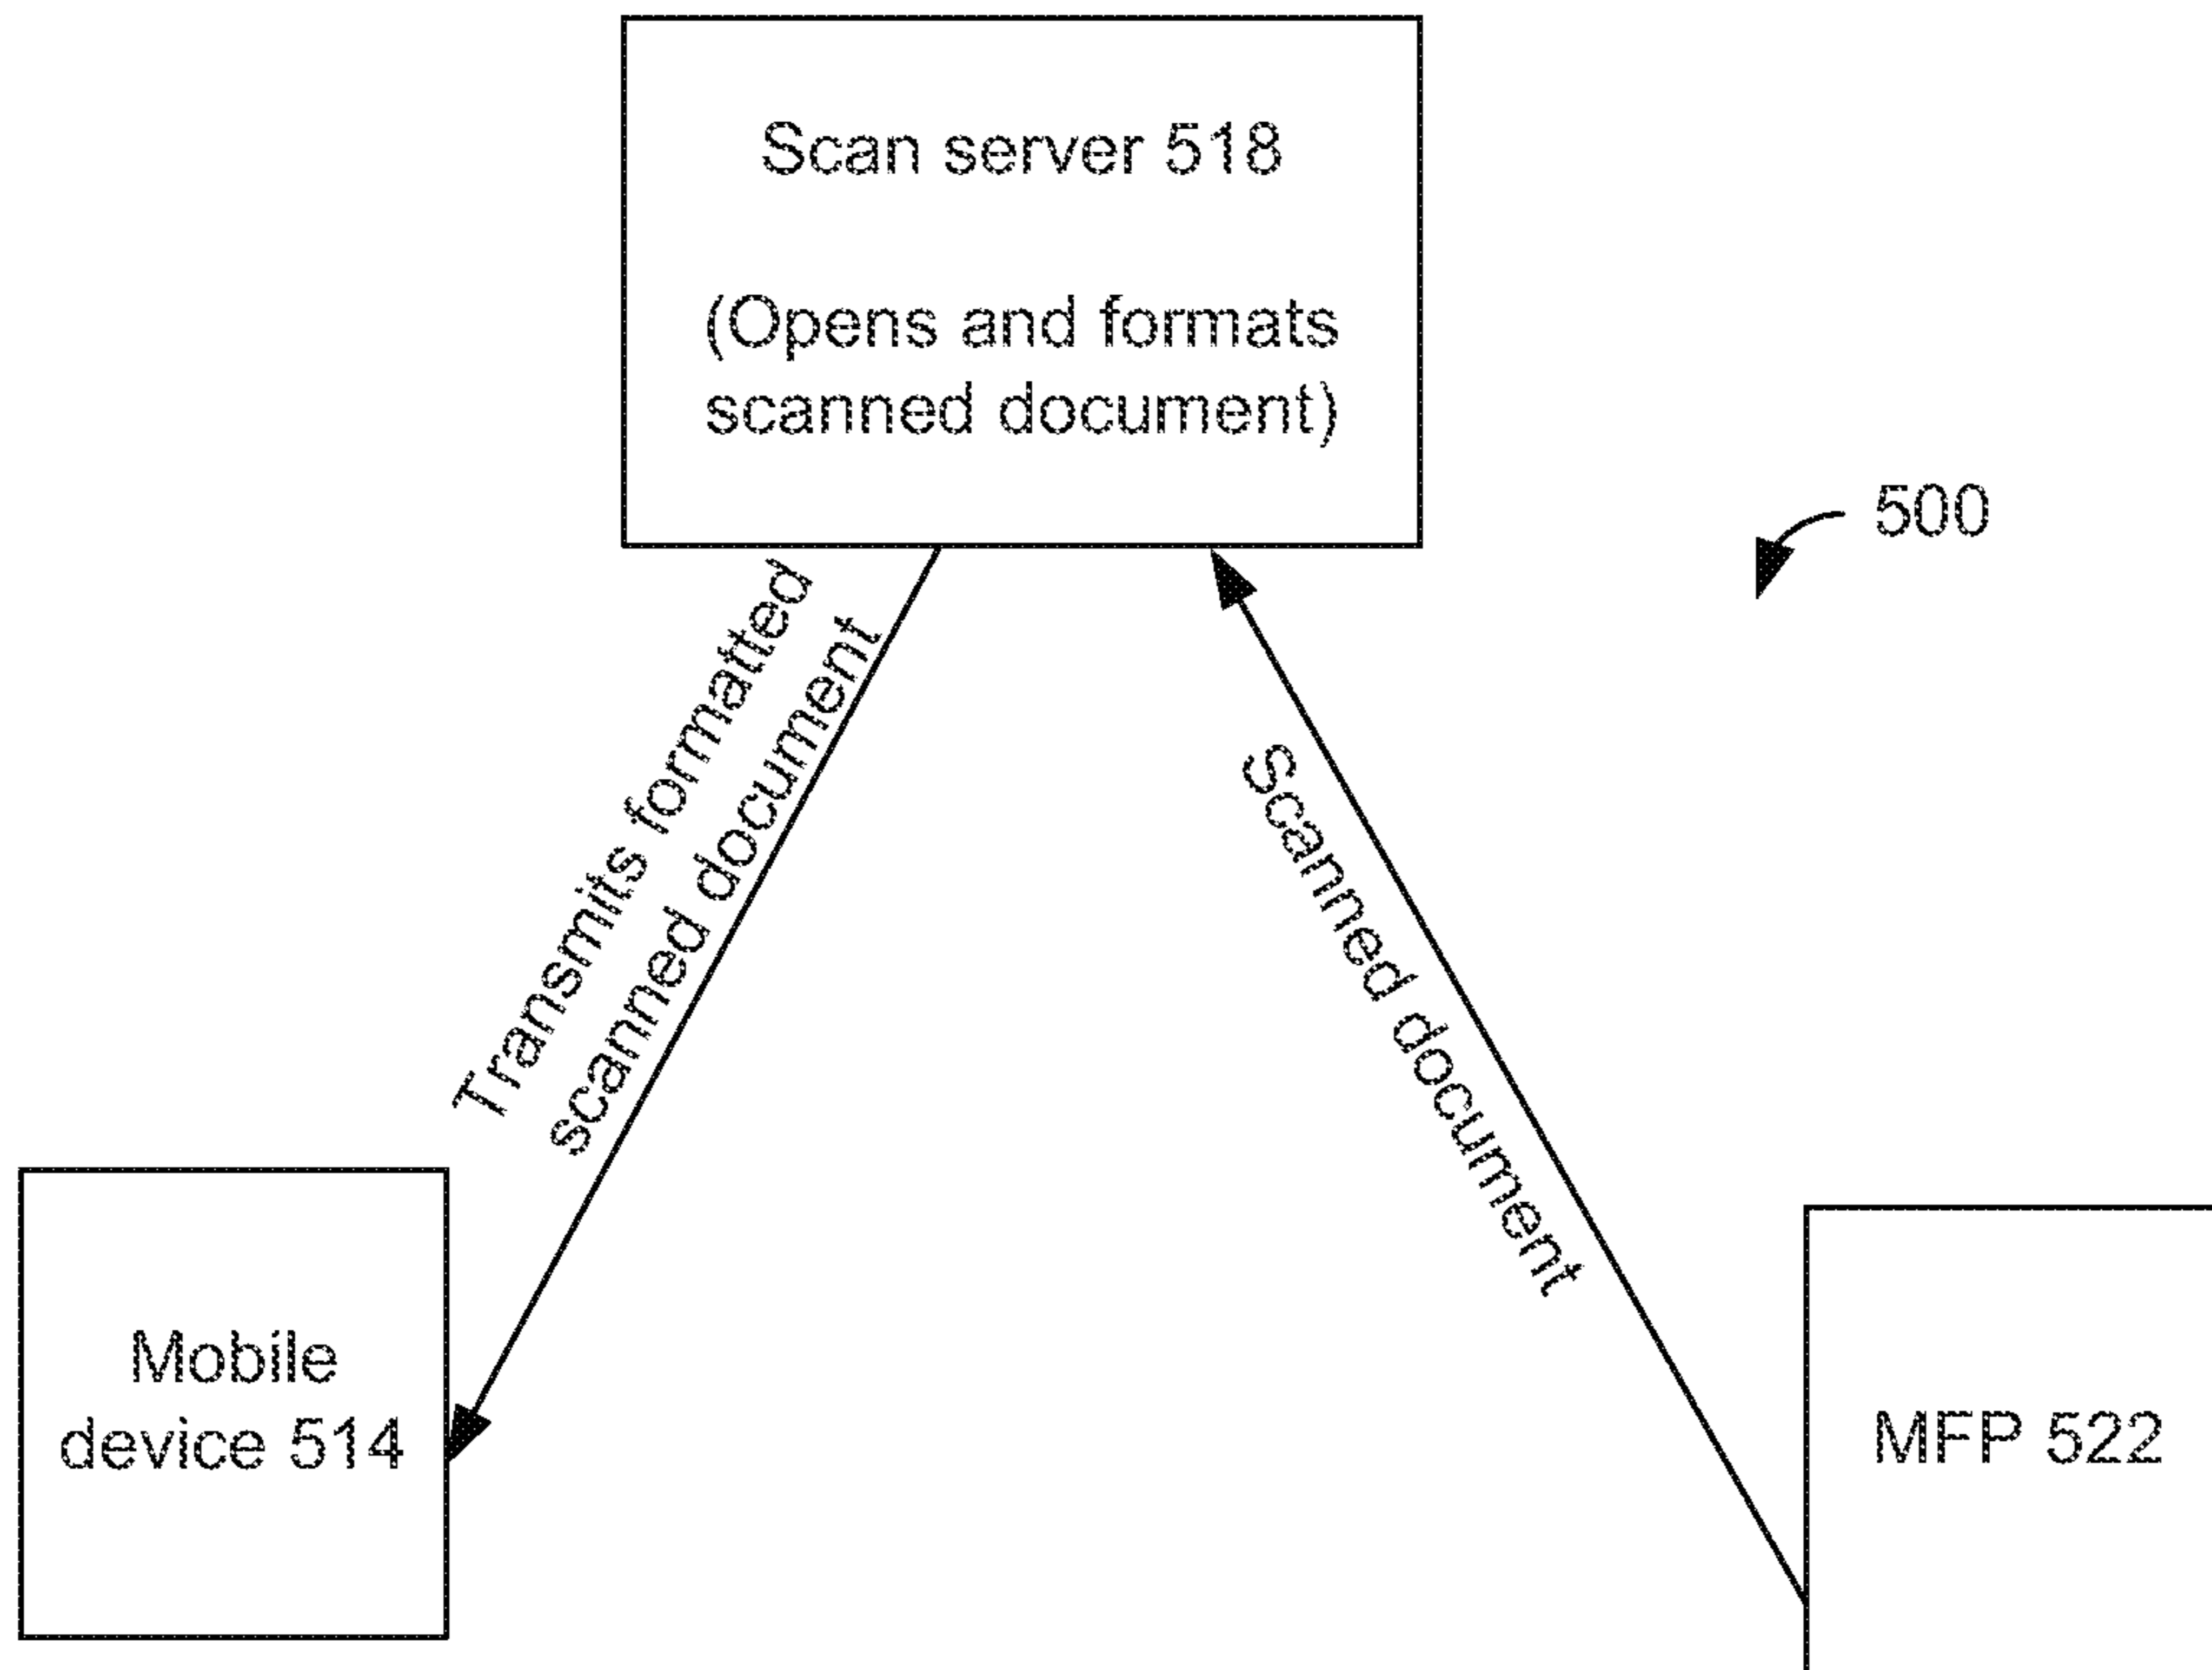 Scan server 518
(Opens and formats
scanned document)
500
Transmits formatted
scanned document
Scanned document
Mobile
device 514
MFP 522